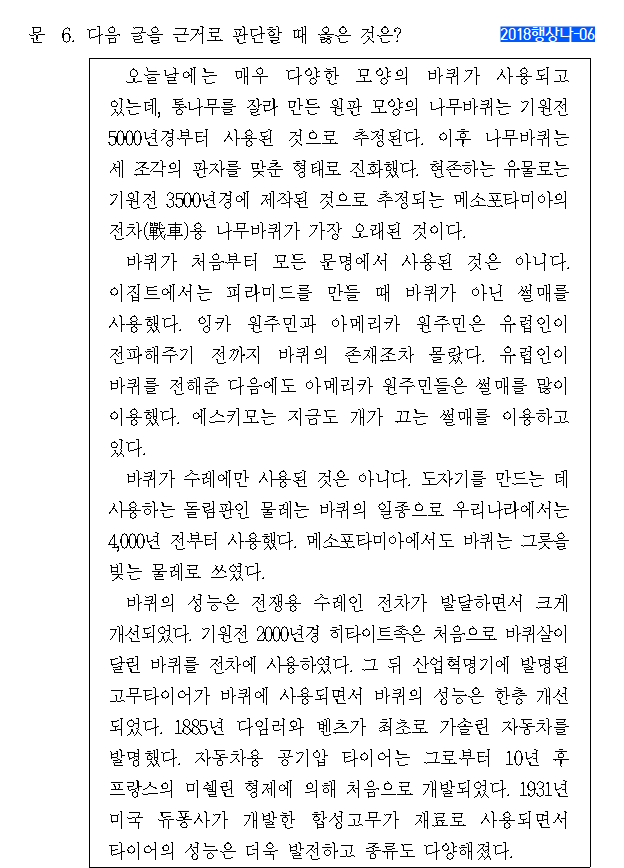 문 6. 다음 글을 근거로 판단할 때 옳은 것은?
2018행상나-06
오늘날에는 매우 다양한 모양의 바퀴가 사용되고
있는데, 통나무를 잘라 만든 원판 모양의 나무바퀴는 기원전
5000년경부터 사용된 것으로 추정된다. 이후 나무바퀴는
세 조각의 판자를 맞춘 형태로 진화했다. 현존하는 유물로는
기원전 3500년경에 제작된 것으로 추정되는 메소포타미아의
전차(戰車)용 나무바퀴가 가장 오래된 것이다.
바퀴가 처음부터 모든 문명에서 사용된 것은 아니다.
이집트에서는 피라미드를 만들 때 바퀴가 아닌 썰매를
사용했다. 잉카 원주민과 아메리카 원주민은 유럽인이
전파해주기 전까지 바퀴의 존재조차 몰랐다. 유럽인이
바퀴를 전해준 다음에도 아메리카 원주민들은 썰매를 많이
이용했다. 에스키모는 지금도 개가 끄는 썰매를 이용하고
있다.
바퀴가 수레에만 사용된 것은 아니다. 도자기를 만드는 데
사용하는 돌림판인 물레는 바퀴의 일종으로 우리나라에서는
4,000년 전부터 사용했다. 메소포타미아에서도 바퀴는 그릇을
빚는 물레로 쓰였다.
바퀴의 성능은 전쟁용 수레인 전차가 발달하면서 크게
개선되었다. 기원전 2000년경 히타이트족은 처음으로 바퀴살이
달린 바퀴를 전차에 사용하였다. 그 뒤 산업혁명기에 발명된
고무타이어가 바퀴에 사용되면서 바퀴의 성능은 한층 개선
되었다. 1885년 다임러와 벤츠가 최초로 가솔린 자동차를
발명했다. 자동차용 공기압 타이어는 그로부터 10년 후
프랑스의 미쉘린 형제에 의해 처음으로 개발되었다. 1931년
미국 듀퐁사가 개발한 합성고무가 재료로 사용되면서
타이어의 성능은 더욱 발전하고 종류도 다양해졌다.